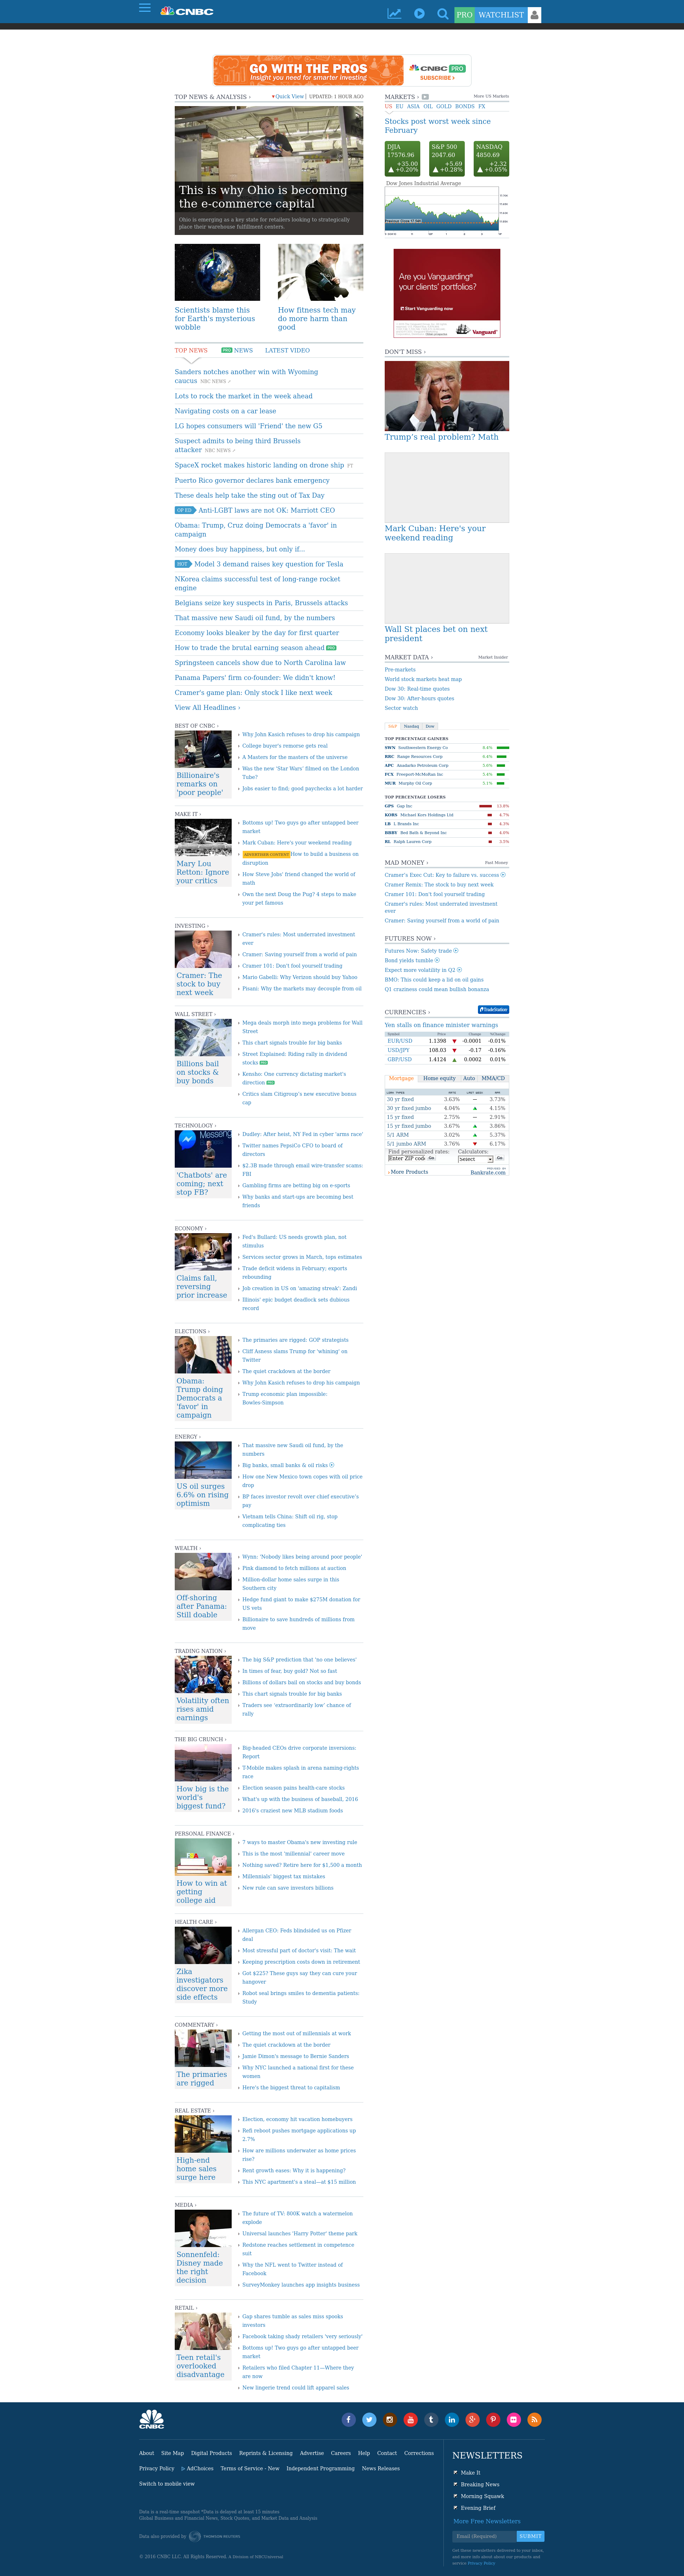 CNBC
PRO WATCHLIST
GO WITH THE PROS
Insight you need for smarter investing
CNBC PRO
SUBSCRIBE ▸
TOP NEWS & ANALYSIS ›
▾Quick View | UPDATED: 1 HOUR AGO
This is why Ohio is becoming
the e-commerce capital
Ohio is emerging as a key state for retailers looking to strategically
place their warehouse fulfillment centers.
Scientists blame this
for Earth's mysterious
wobble
How fitness tech may
do more harm than
good
TOP NEWS
PRO NEWS
LATEST VIDEO
Sanders notches another win with Wyoming
caucus NBC NEWS
Lots to rock the market in the week ahead
Navigating costs on a car lease
LG hopes consumers will 'Friend' the new G5
Suspect admits to being third Brussels
attacker NBC NEWS
SpaceX rocket makes historic landing on drone ship FT
Puerto Rico governor declares bank emergency
These deals help take the sting out of Tax Day
OP ED Anti-LGBT laws are not OK: Marriott CEO
Obama: Trump, Cruz doing Democrats a 'favor' in
campaign
Money does buy happiness, but only if...
HOT Model 3 demand raises key question for Tesla
NKorea claims successful test of long-range rocket
engine
Belgians seize key suspects in Paris, Brussels attacks
That massive new Saudi oil fund, by the numbers
Economy looks bleaker by the day for first quarter
How to trade the brutal earning season ahead PRO
Springsteen cancels show due to North Carolina law
Panama Papers' firm co-founder: We didn't know!
Cramer's game plan: Only stock I like next week
View All Headlines ›
BEST OF CNBC ›
Billionaire's
remarks on
'poor people'
Why John Kasich refuses to drop his campaign
College buyer's remorse gets real
A Masters for the masters of the universe
Was the new 'Star Wars' filmed on the London
Tube?
Jobs easier to find; good paychecks a lot harder
MAKE IT ›
Mary Lou
Retton: Ignore
your critics
Bottoms up! Two guys go after untapped beer
market
Mark Cuban: Here's your weekend reading
ADVERTISER CONTENT How to build a business on
disruption
How Steve Jobs' friend changed the world of
math
Own the next Doug the Pug? 4 steps to make
your pet famous
INVESTING ›
Cramer: The
stock to buy
next week
Cramer's rules: Most underrated investment
ever
Cramer: Saving yourself from a world of pain
Cramer 101: Don't fool yourself trading
Mario Gabelli: Why Verizon should buy Yahoo
Pisani: Why the markets may decouple from oil
WALL STREET ›
Billions bail
on stocks &
buy bonds
Mega deals morph into mega problems for Wall
Street
This chart signals trouble for big banks
Street Explained: Riding rally in dividend
stocks PRO
Kensho: One currency dictating market's
direction PRO
Critics slam Citigroup's new executive bonus
cap
TECHNOLOGY ›
'Chatbots' are
coming; next
stop FB?
Dudley: After heist, NY Fed in cyber 'arms race'
Twitter names PepsiCo CFO to board of
directors
$2.3B made through email wire-transfer scams:
FBI
Gambling firms are betting big on e-sports
Why banks and start-ups are becoming best
friends
ECONOMY ›
Claims fall,
reversing
prior increase
Fed's Bullard: US needs growth plan, not
stimulus
Services sector grows in March, tops estimates
Trade deficit widens in February; exports
rebounding
Job creation in US on 'amazing streak': Zandi
Illinois' epic budget deadlock sets dubious
record
ELECTIONS ›
Obama:
Trump doing
Democrats a
'favor' in
campaign
The primaries are rigged: GOP strategists
Cliff Asness slams Trump for 'whining' on
Twitter
The quiet crackdown at the border
Why John Kasich refuses to drop his campaign
Trump economic plan impossible:
Bowles-Simpson
ENERGY ›
US oil surges
6.6% on rising
optimism
That massive new Saudi oil fund, by the
numbers
Big banks, small banks & oil risks
How one New Mexico town copes with oil price
drop
BP faces investor revolt over chief executive's
pay
Vietnam tells China: Shift oil rig, stop
complicating ties
WEALTH ›
Off-shoring
after Panama:
Still doable
Wynn: 'Nobody likes being around poor people'
Pink diamond to fetch millions at auction
Million-dollar home sales surge in this
Southern city
Hedge fund giant to make $275M donation for
US vets
Billionaire to save hundreds of millions from
move
TRADING NATION ›
Volatility often
rises amid
earnings
The big S&P prediction that 'no one believes'
In times of fear, buy gold? Not so fast
Billions of dollars bail on stocks and buy bonds
This chart signals trouble for big banks
Traders see 'extraordinarily low' chance of
rally
THE BIG CRUNCH ›
How big is the
world's
biggest fund?
Big-headed CEOs drive corporate inversions:
Report
T-Mobile makes splash in arena naming-rights
race
Election season pains health-care stocks
What's up with the business of baseball, 2016
2016's craziest new MLB stadium foods
PERSONAL FINANCE ›
How to win at
getting
college aid
7 ways to master Obama's new investing rule
This is the most 'millennial' career move
Nothing saved? Retire here for $1,500 a month
Millennials' biggest tax mistakes
New rule can save investors billions
HEALTH CARE ›
Zika
investigators
discover more
side effects
Allergan CEO: Feds blindsided us on Pfizer
deal
Most stressful part of doctor's visit: The wait
Keeping prescription costs down in retirement
Got $225? These guys say they can cure your
hangover
Robot seal brings smiles to dementia patients:
Study
COMMENTARY ›
The primaries
are rigged
Getting the most out of millennials at work
The quiet crackdown at the border
Jamie Dimon's message to Bernie Sanders
Why NYC launched a national first for these
women
Here's the biggest threat to capitalism
REAL ESTATE ›
High-end
home sales
surge here
Election, economy hit vacation homebuyers
Refi reboot pushes mortgage applications up
2.7%
How are millions underwater as home prices
rise?
Rent growth eases: Why it is happening?
This NYC apartment's a steal—at $15 million
MEDIA ›
Sonnenfeld:
Disney made
the right
decision
The future of TV: 800K watch a watermelon
explode
Universal launches 'Harry Potter' theme park
Redstone reaches settlement in competence
suit
Why the NFL went to Twitter instead of
Facebook
SurveyMonkey launches app insights business
RETAIL ›
Teen retail's
overlooked
disadvantage
Gap shares tumble as sales miss spooks
investors
Facebook taking shady retailers 'very seriously'
Bottoms up! Two guys go after untapped beer
market
Retailers who filed Chapter 11—Where they
are now
New lingerie trend could lift apparel sales
MARKETS ›
More US Markets
US EU ASIA OIL GOLD BONDS FX
Stocks post worst week since
February
DJIA
17576.96
+35.00
+0.20%
S&P 500
2047.60
+5.69
+0.28%
NASDAQ
4850.69
+2.32
+0.05%
Dow Jones Industrial Average
Are you Vanguarding®
your clients' portfolios?
Start Vanguarding now
Vanguard
DON'T MISS ›
Trump's real problem? Math
Mark Cuban: Here's your
weekend reading
Wall St places bet on next
president
MARKET DATA ›
Market Insider
Pre-markets
World stock markets heat map
Dow 30: Real-time quotes
Dow 30: After-hours quotes
Sector watch
S&P Nasdaq Dow
TOP PERCENTAGE GAINERS
SWN Southwestern Energy Co 9.4%
RRC Range Resources Corp
APC Anadarko Petroleum Corp
FCX Freeport-McMoRan Inc
MUR Murphy Oil Corp 5.1%
TOP PERCENTAGE LOSERS
GPS Gap Inc 13.8%
KORS Michael Kors Holdings Ltd 4.7%
LB L Brands Inc 4.3%
BBBY Bed Bath & Beyond Inc 4.0%
RL Ralph Lauren Corp 3.5%
MAD MONEY ›
Fast Money
Cramer's Exec Cut: Key to failure vs. success
Cramer Remix: The stock to buy next week
Cramer 101: Don't fool yourself trading
Cramer's rules: Most underrated investment
ever
Cramer: Saving yourself from a world of pain
FUTURES NOW ›
Futures Now: Safety trade
Bond yields tumble
Expect more volatility in Q2
BMO: This could keep a lid on oil gains
Q1 craziness could mean bullish bonanza
CURRENCIES ›
TradeStation
Yen stalls on finance minister warnings
Symbol Price Change %Change
EUR/USD 1.1398 -0.0001 -0.01%
USD/JPY 108.03 -0.17 -0.16%
GBP/USD 1.4124 0.0002 0.01%
Mortgage Home equity Auto MMA/CD
30 yr fixed 3.63% 3.73%
30 yr fixed jumbo 4.04% 4.15%
15 yr fixed 2.75% 2.91%
15 yr fixed jumbo 3.67% 3.86%
5/1 ARM 3.02% 5.37%
5/1 jumbo ARM 3.76% 6.17%
Find personalized rates:
Enter ZIP code Go
Calculators:
Select Go
› More Products
PROVIDED BY
Bankrate.com
CNBC
About Site Map Digital Products Reprints & Licensing Advertise Careers Help Contact Corrections
Privacy Policy AdChoices Terms of Service - New Independent Programming News Releases
Switch to mobile view
Data is a real-time snapshot *Data is delayed at least 15 minutes
Global Business and Financial News, Stock Quotes, and Market Data and Analysis
Data also provided by THOMSON REUTERS
© 2016 CNBC LLC. All Rights Reserved. A Division of NBCUniversal
NEWSLETTERS
Make It
Breaking News
Morning Squawk
Evening Brief
More Free Newsletters
Email (Required) SUBMIT
Get these newsletters delivered to your inbox,
and more info about about our products and
service Privacy Policy